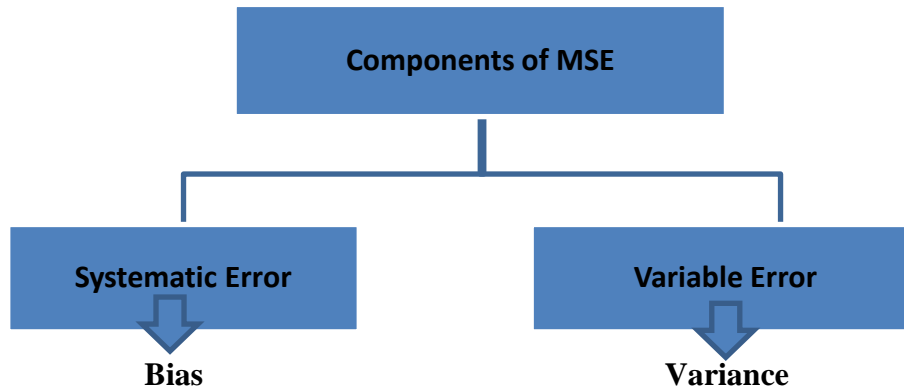 Components of MSE
Systematic Error
Variable Error
Bias
Variance